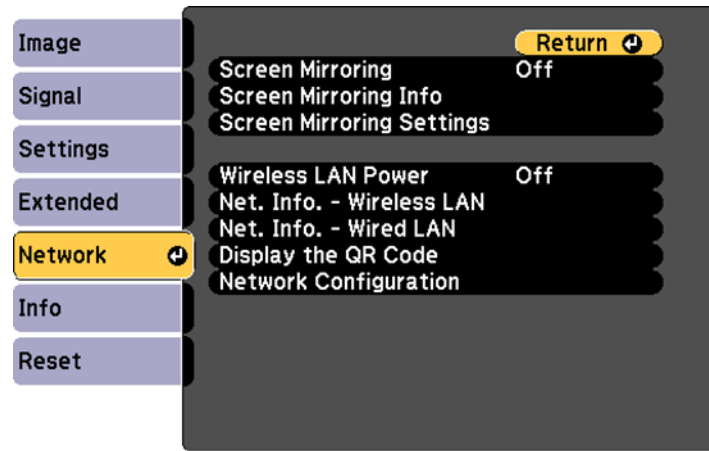 Image
Signal
Settings
Extended
Network
Info
Reset
Return
Screen Mirroring Off
Screen Mirroring Info
Screen Mirroring Settings
Wireless LAN Power Off
Net. Info. - Wireless LAN
Net. Info. - Wired LAN
Display the QR Code
Network Configuration